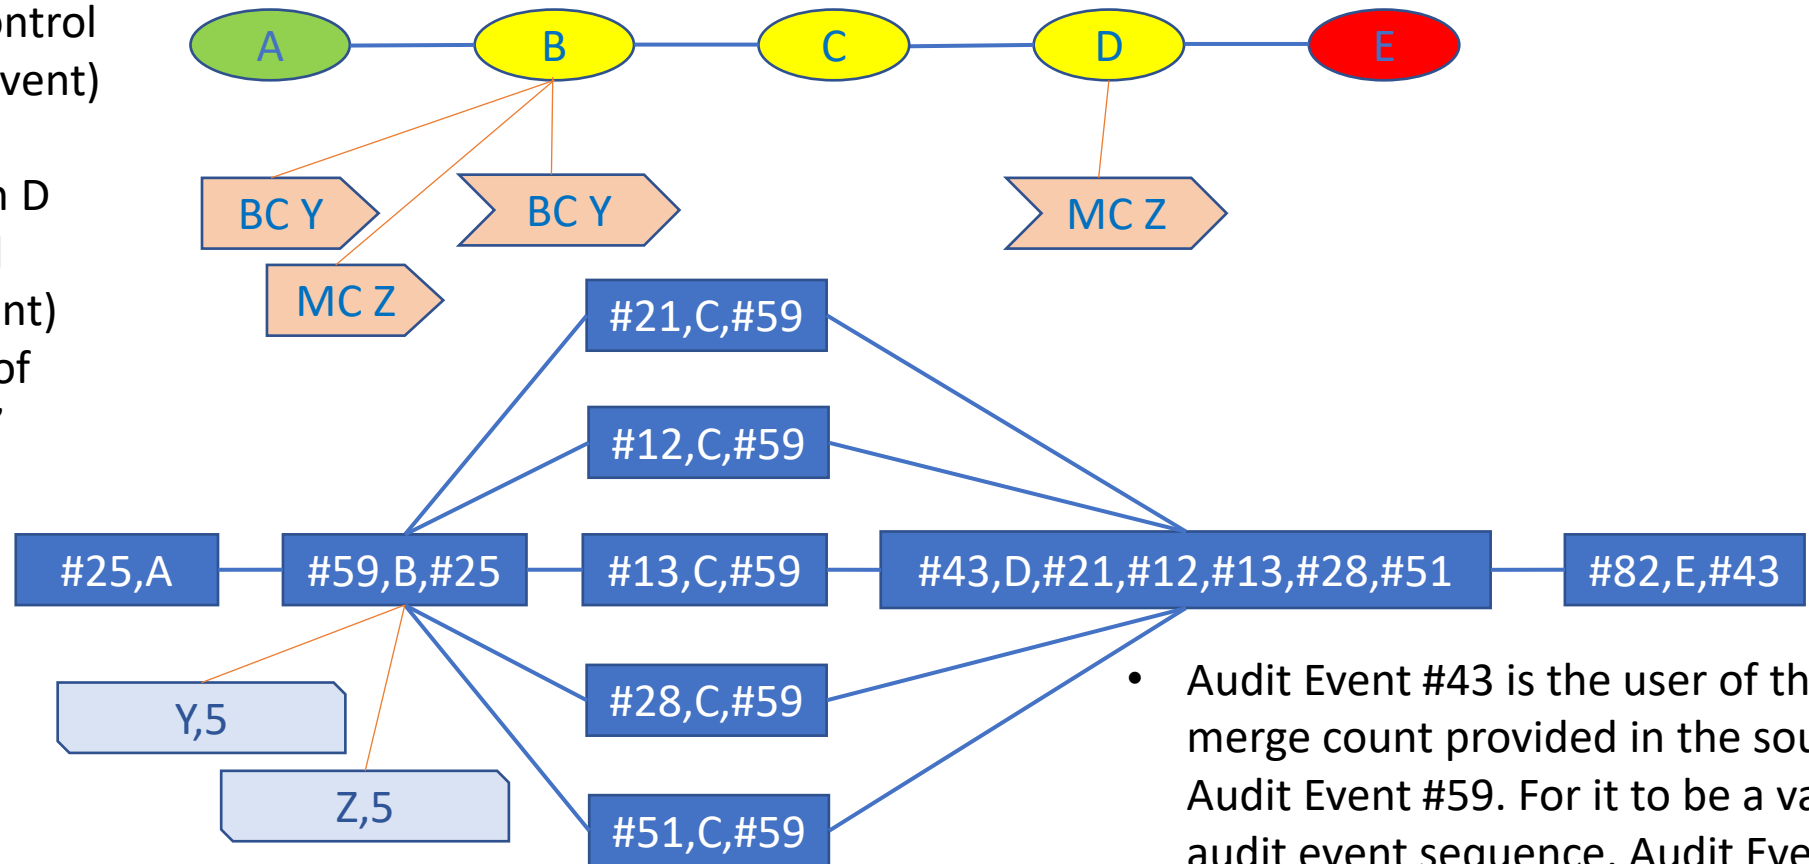 ontrol
vent)
n D
nt)
of
A
B
C
D
E
BC Y
BC Y
MC Z
MC Z
#21,C,#59
#12,C,#59
#25,A
#59,B,#25
#13,C,#59
#43,D,#21,#12,#13,#28,#51
#82,E,#43
#28,C,#59
#51,C,#59
Y,5
Z,5
• Audit Event #43 is the user of th
merge count provided in the sou
Audit Event #59. For it to be a va
audit event sequence, Audit Eve